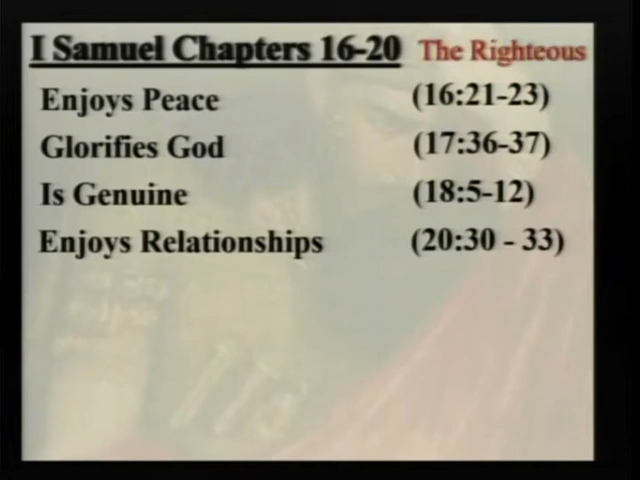 I Samuel Chapters 16-20 The Righteous
Enjoys Peace (16:21-23)
Glorifies God (17:36-37)
Is Genuine (18:5-12)
Enjoys Relationships (20:30 - 33)